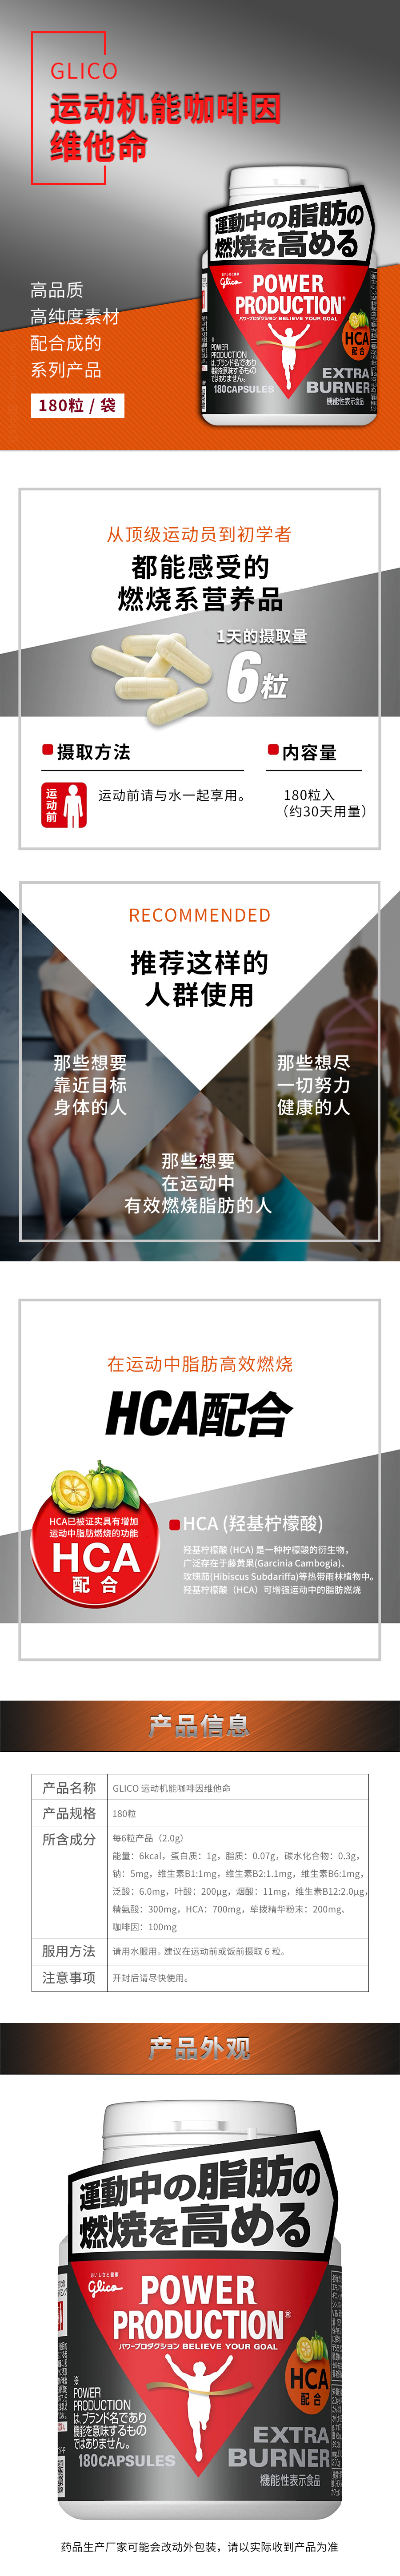 GLICO
运动机能咖啡因
维他命
高品质
高纯度素材
配合成的
系列产品
180粒 / 袋
運動中の脂肪の
燃焼を高める
Glico
POWER
PRODUCTION®
パワープロダクション BELIEVE YOUR GOAL
HCA
配合
※
POWER
PRODUCTION
は、ブランド名であり
機能を意味するもの
ではありません。
180CAPSULES
EXTRA
BURNER
機能性表示食品
从顶级运动员到初学者
都能感受的
燃烧系营养品
1天的摄取量
6粒
摄取方法
运动前
运动前请与水一起享用。
内容量
180粒入
（约30天用量）
RECOMMENDED
推荐这样的
人群使用
那些想要
靠近目标
身体的人
那些想尽
一切努力
健康的人
那些想要
在运动中
有效燃烧脂肪的人
在运动中脂肪高效燃烧
HCA配合
HCA已被证实具有增加
运动中脂肪燃烧的功能
HCA
配 合
HCA (羟基柠檬酸)
羟基柠檬酸 (HCA) 是一种柠檬酸的衍生物，
广泛存在于藤黄果(Garcinia Cambogia)、
玫瑰茄(Hibiscus Subdariffa)等热带雨林植物中。
羟基柠檬酸（HCA）可增强运动中的脂肪燃烧
产品信息
产品名称
GLICO 运动机能咖啡因维他命
产品规格
180粒
所含成分
每6粒产品（2.0g）
能量：6kcal，蛋白质：1g，脂质：0.07g，碳水化合物：0.3g，
钠：5mg，维生素B1:1mg，维生素B2:1.1mg，维生素B6:1mg，
泛酸：6.0mg，叶酸：200μg，烟酸：11mg，维生素B12:2.0μg，
精氨酸：300mg，HCA：700mg，荜拨精华粉末：200mg、
咖啡因：100mg
服用方法
请用水服用。建议在运动前或饭前摄取 6 粒。
注意事项
开封后请尽快使用。
产品外观
運動中の脂肪の
燃焼を高める
おいしさと健康
Glico
POWER
PRODUCTION®
パワープロダクション BELIEVE YOUR GOAL
HCA
配合
※
POWER
PRODUCTION
は、ブランド名であり
機能を意味するもの
ではありません。
180CAPSULES
EXTRA
BURNER
機能性表示食品
药品生产厂家可能会改动外包装，请以实际收到产品为准